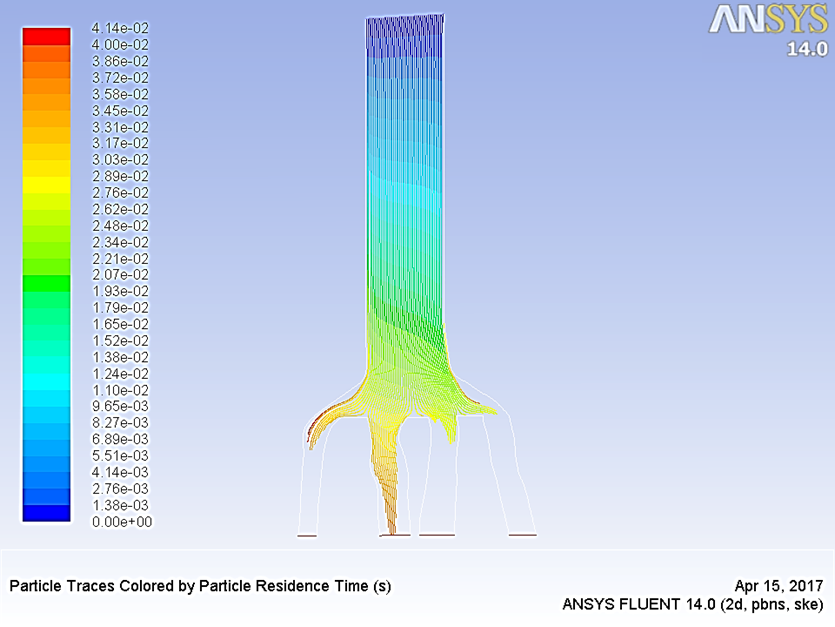 ANSYS
14.0
4.14e-02
4.00e-02
3.86e-02
3.72e-02
3.58e-02
3.45e-02
3.31e-02
3.17e-02
3.03e-02
2.89e-02
2.76e-02
2.62e-02
2.48e-02
2.34e-02
2.21e-02
2.07e-02
1.93e-02
1.79e-02
1.65e-02
1.52e-02
1.38e-02
1.24e-02
1.10e-02
9.65e-03
8.27e-03
6.89e-03
5.51e-03
4.14e-03
2.76e-03
1.38e-03
0.00e+00
Particle Traces Colored by Particle Residence Time (s)
Apr 15, 2017
ANSYS FLUENT 14.0 (2d, pbns, ske)